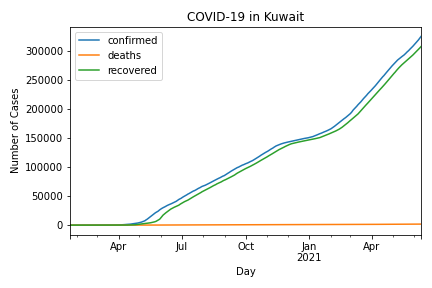 COVID-19 in Kuwait
confirmed
deaths
recovered
Number of Cases
300000
250000
200000
150000
100000
50000
0
Apr
Jul
Oct
Jan
2021
Apr
Day